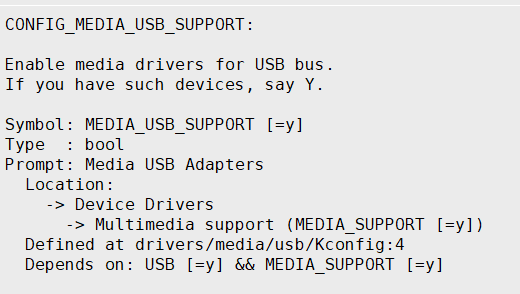 CONFIG_MEDIA_USB_SUPPORT:
Enable media drivers for USB bus.
If you have such devices, say Y.
Symbol: MEDIA_USB_SUPPORT [=y]
Type  : bool
Prompt: Media USB Adapters
  Location:
    -> Device Drivers
      -> Multimedia support (MEDIA_SUPPORT [=y])
  Defined at drivers/media/usb/Kconfig:4
  Depends on: USB [=y] && MEDIA_SUPPORT [=y]